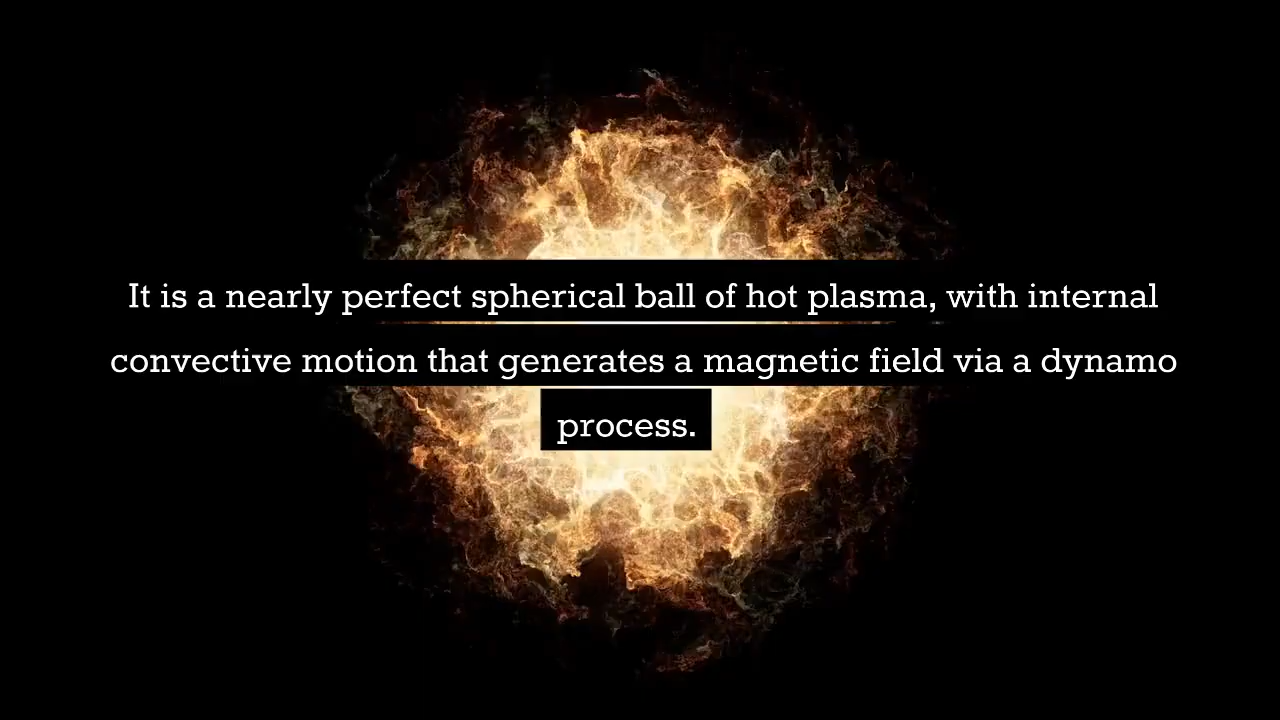 It is a nearly perfect spherical ball of hot plasma, with internal
convective motion that generates a magnetic field via a dynamo
process.